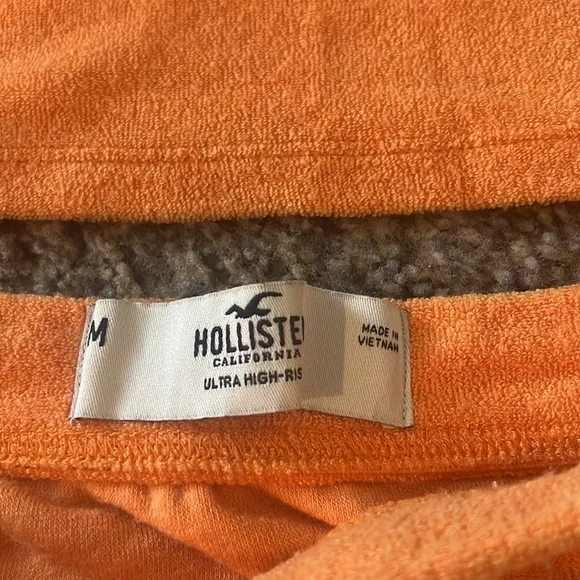 M
HOLLISTE
CALIFORNIA
ULTRA HIGH-RIS
MADE IN
VIETNAM